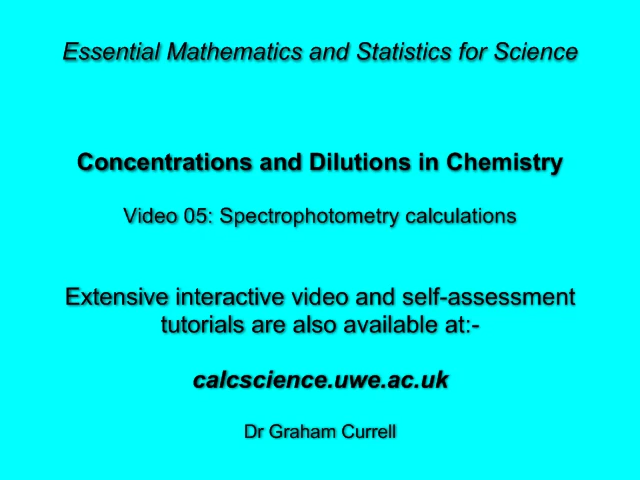 Essential Mathematics and Statistics for Science
Concentrations and Dilutions in Chemistry
Video 05: Spectrophotometry calculations
Extensive interactive video and self-assessment
tutorials are also available at:-
calcscience.uwe.ac.uk
Dr Graham Currell